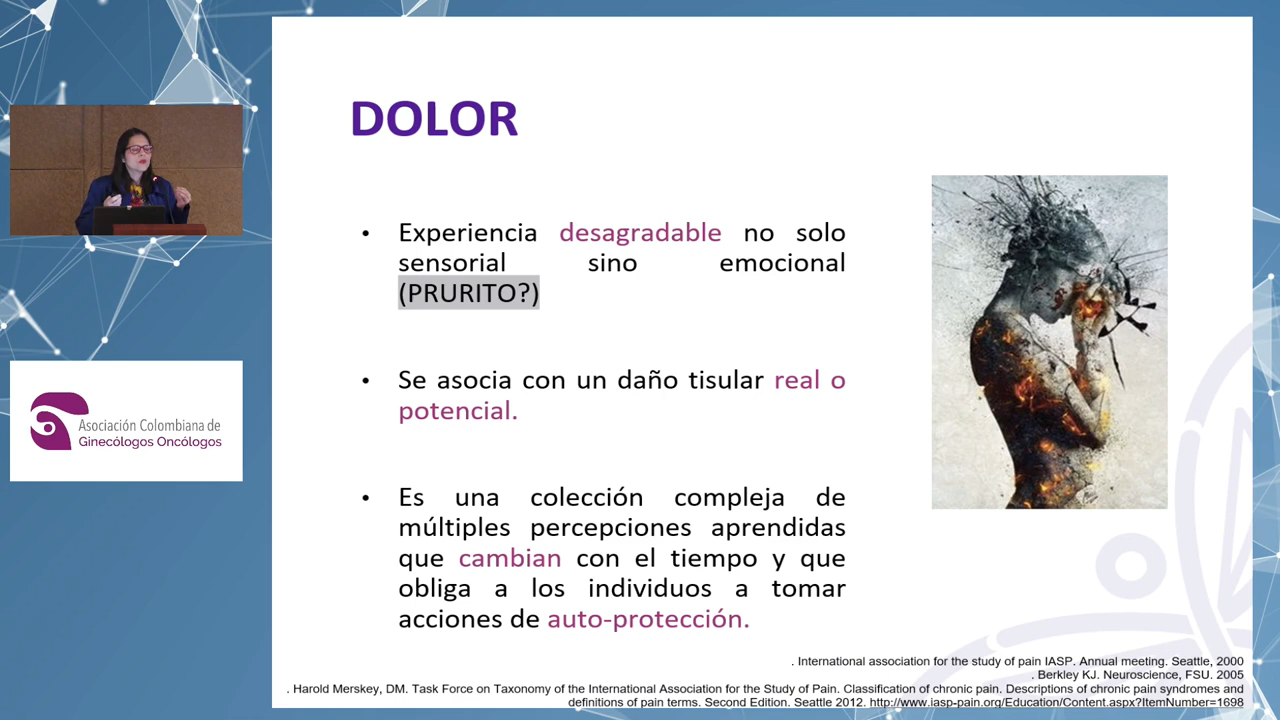 DOLOR
• Experiencia desagradable no solo
sensorial sino emocional
(PRURITO?)
• Se asocia con un daño tisular real o
potencial.
• Es una colección compleja de
múltiples percepciones aprendidas
que cambian con el tiempo y que
obliga a los individuos a tomar
acciones de auto-protección.
Asociación Colombiana de
Ginecólogos Oncólogos
. International association for the study of pain IASP. Annual meeting. Seattle, 2000
. Berkley KJ. Neuroscience, FSU. 2005
. Harold Merskey, DM. Task Force on Taxonomy of the International Association for the Study of Pain. Classification of chronic pain. Descriptions of chronic pain syndromes and
definitions of pain terms. Second Edition. Seattle 2012. http://www.iasp-pain.org/Education/Content.aspx?ItemNumber=1698